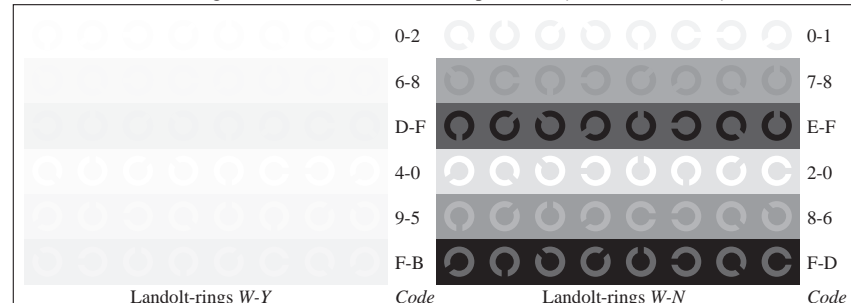 0-2 0-1
6-8 7-8
D-F E-F
4-0 2-0
9-5 8-6
F-B F-D
Landolt-rings W-Y Code Landolt-rings W-N Code